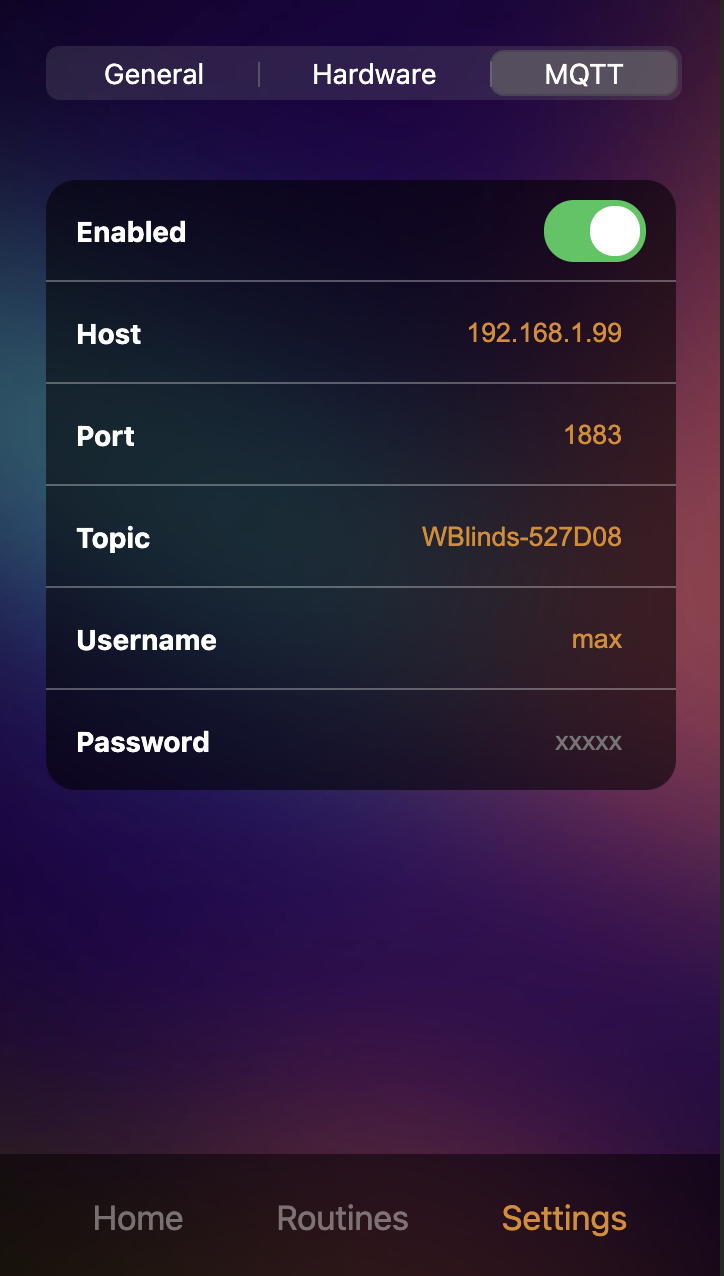 General Hardware MQTT
Enabled
Host 192.168.1.99
Port 1883
Topic WBlinds-527D08
Username max
Password xxxxx
Home Routines Settings